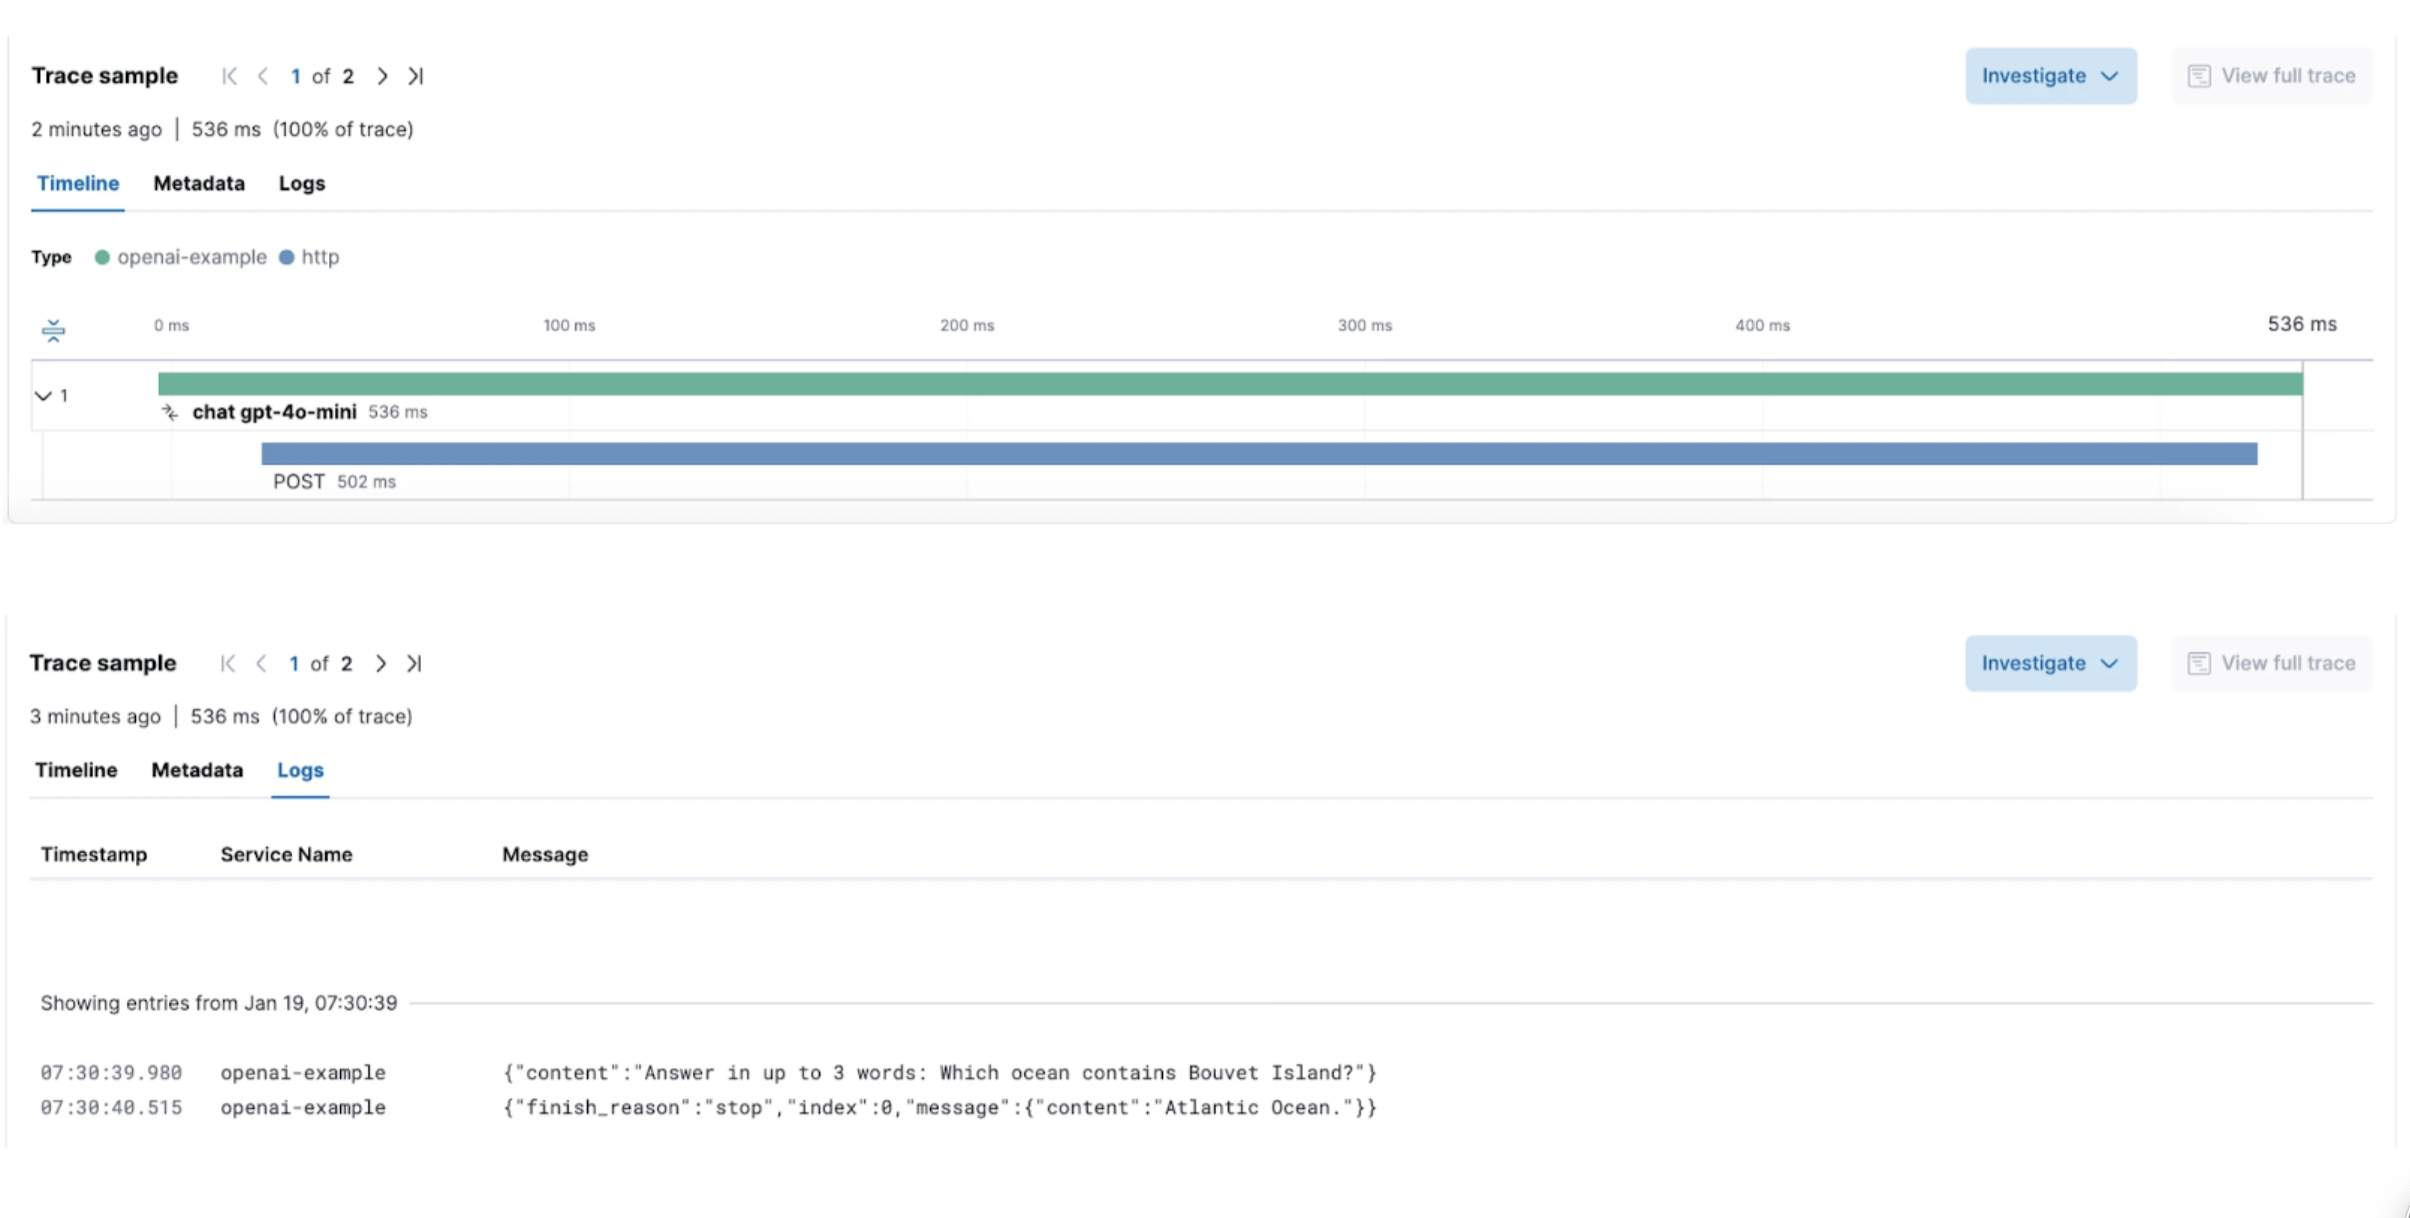 Trace sample 1 of 2 Investigate View full trace
2 minutes ago | 536 ms (100% of trace)
Timeline Metadata Logs
Type openai-example http
0 ms 100 ms 200 ms 300 ms 400 ms 536 ms
1
chat gpt-4o-mini 536 ms
POST 502 ms
Trace sample 1 of 2 Investigate View full trace
3 minutes ago | 536 ms (100% of trace)
Timeline Metadata Logs
Timestamp Service Name Message
Showing entries from Jan 19, 07:30:39
07:30:39.980 openai-example {"content":"Answer in up to 3 words: Which ocean contains Bouvet Island?"}
07:30:40.515 openai-example {"finish_reason":"stop","index":0,"message":{"content":"Atlantic Ocean."}}